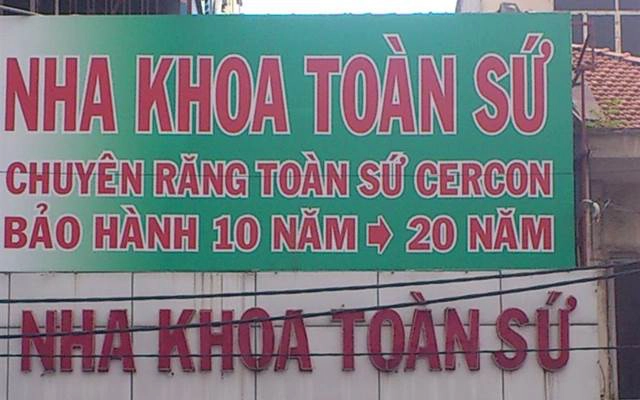 NHA KHOA TOÀN SỨ
CHUYÊN RĂNG TOÀN SỨ CERCON
BẢO HÀNH 10 NĂM ➡ 20 NĂM
NHA KHOA TOÀN SỨ